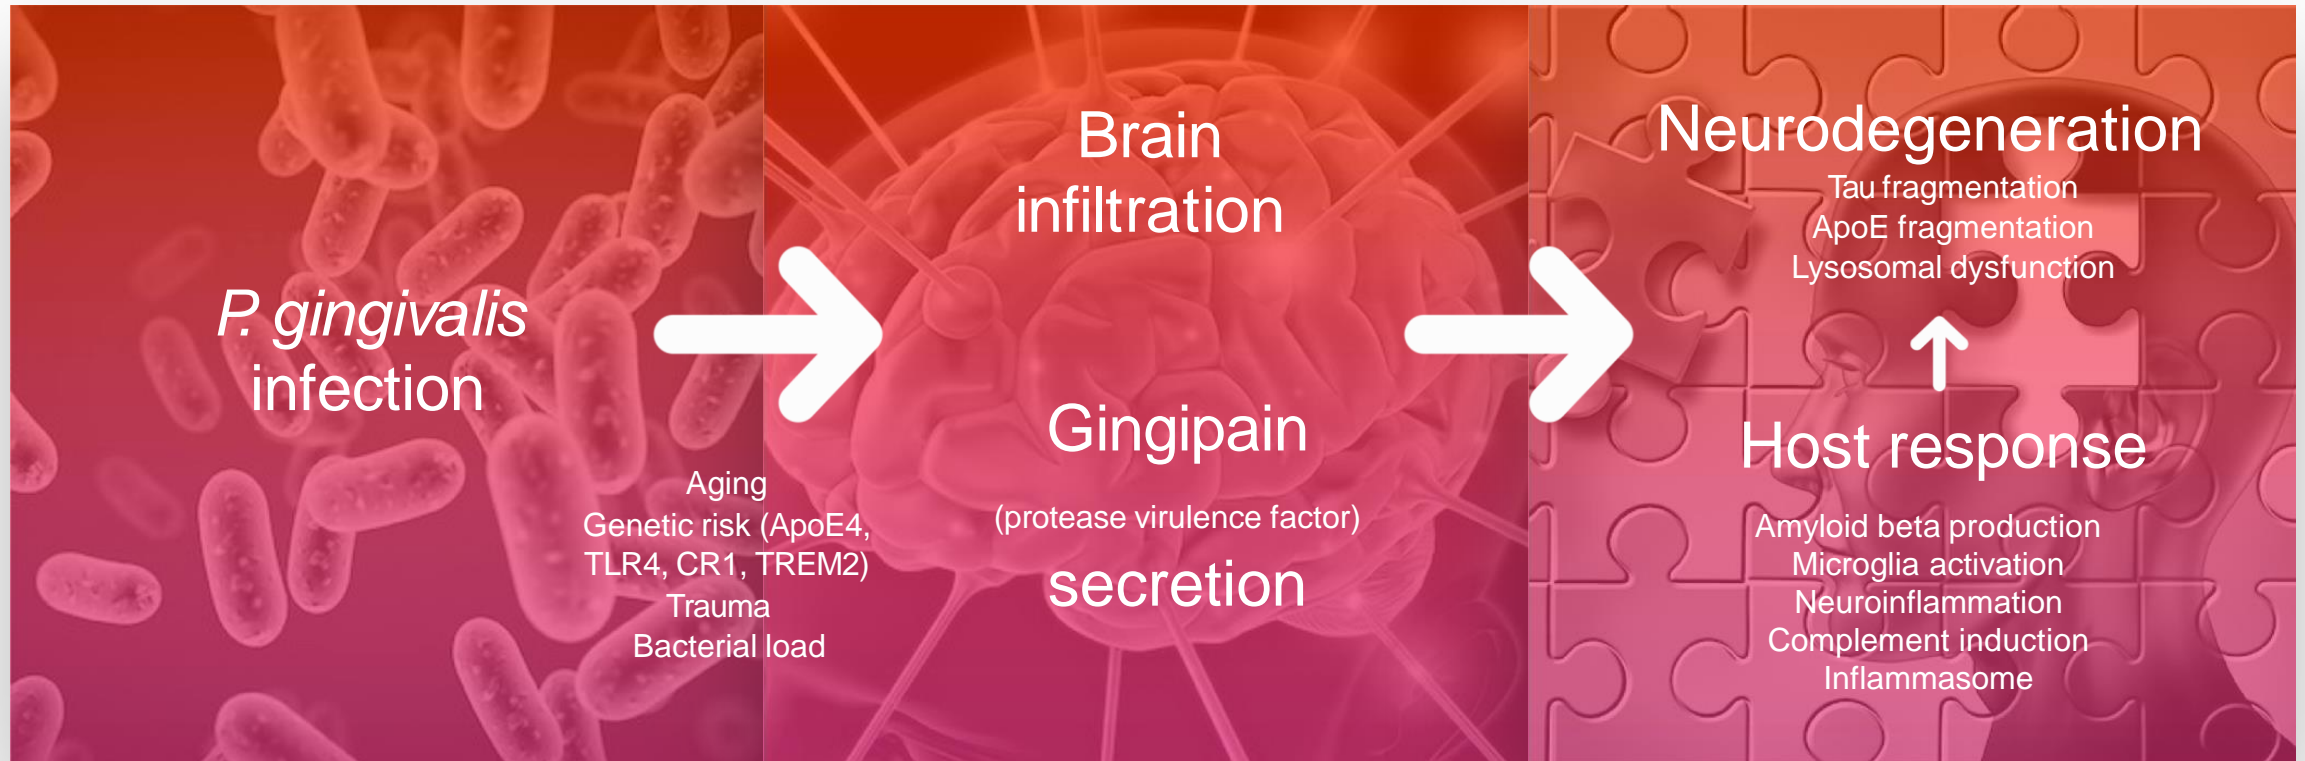 P. gingivalis
infection
Aging
Genetic risk (ApoE4,
TLR4, CR1, TREM2)
Trauma
Bacterial load
Brain
infiltration
Gingipain
(protease virulence factor)
secretion
Neurodegeneration
Tau fragmentation
ApoE fragmentation
Lysosomal dysfunction
Host response
Amyloid beta production
Microglia activation
Neuroinflammation
Complement induction
Inflammasome